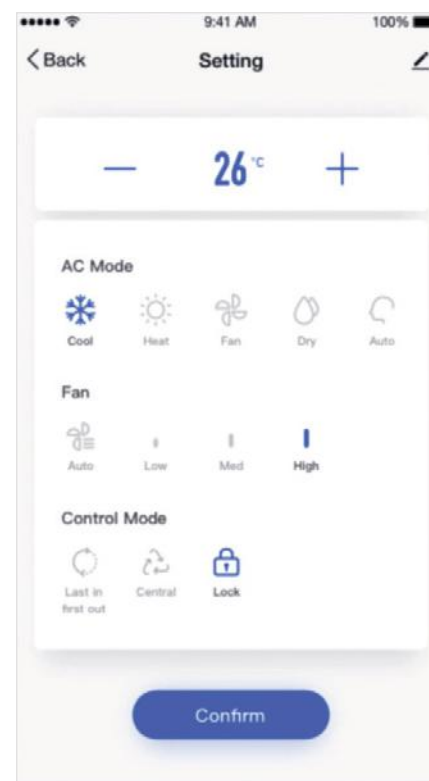 9:41 AM 100%
Back Setting
26 °C
AC Mode
Cool Heat Fan Dry Auto
Fan
Auto Low Med High
Control Mode
Last in Central Lock
first out
Confirm